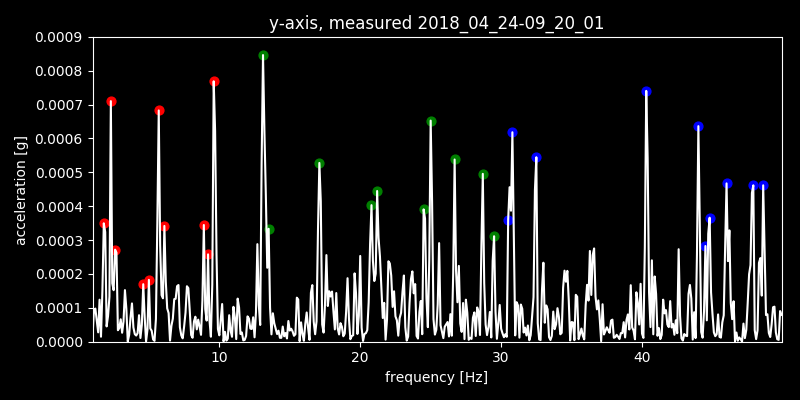 y-axis, measured 2018_04_24-09_20_01
0.0009
0.0008
0.0007
0.0006
0.0005
0.0004
0.0003
0.0002
0.0001
0.0000
acceleration [g]
10 20 30 40
frequency [Hz]